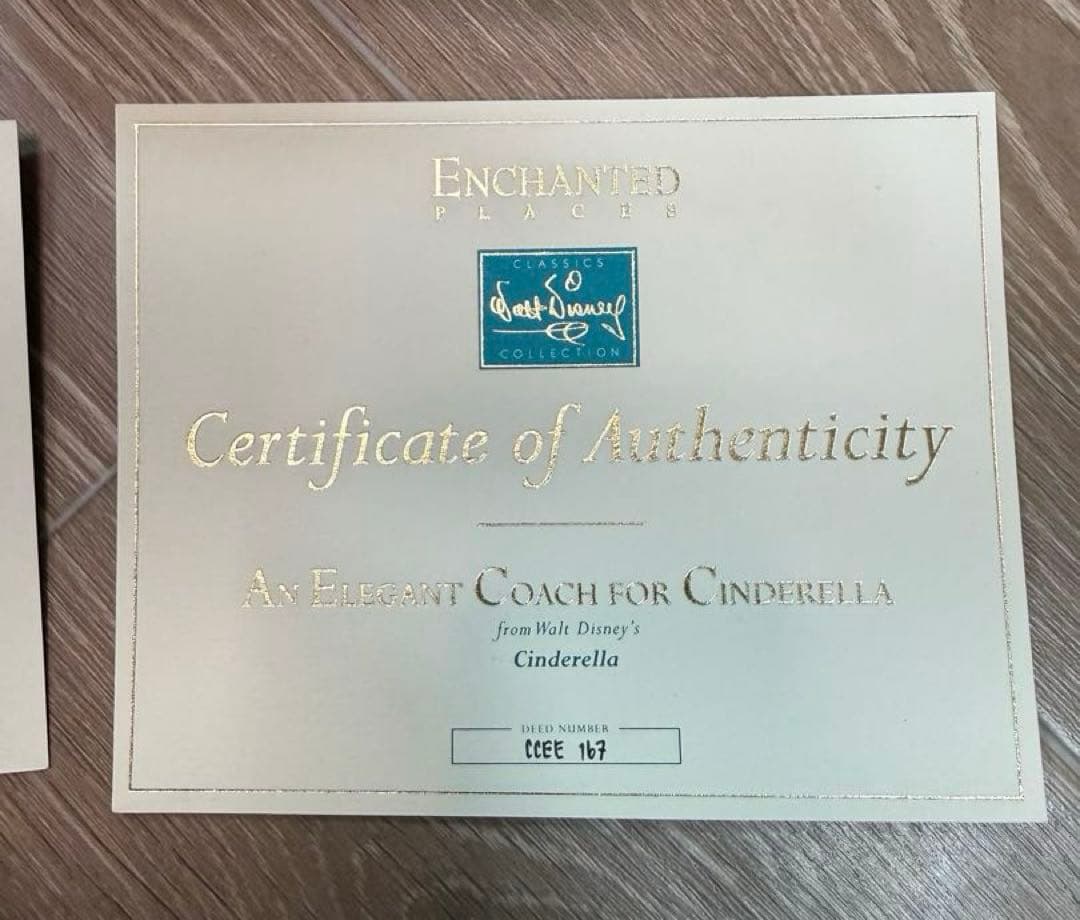 ENCHANTED
PLACES
CLASSICS
Walt Disney
COLLECTION
Certificate of Authenticity
AN ELEGANT COACH FOR CINDERELLA
from Walt Disney's
Cinderella
DEED NUMBER
CCEE 167